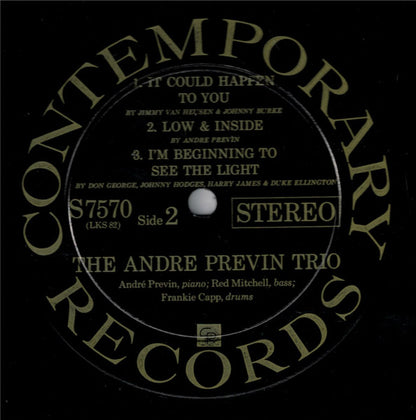 CONTEMPORARY
1. IT COULD HAPPEN
TO YOU
BY JIMMY VAN HEUSEN & JOHNNY BURKE
2. LOW & INSIDE
BY ANDRE PREVIN
3. I'M BEGINNING TO
SEE THE LIGHT
BY DON GEORGE, JOHNNY HODGES, HARRY JAMES & DUKE ELLINGTON
S7570 Side 2 STEREO
(LKS 82)
THE ANDRE PREVIN TRIO
André Previn, piano; Red Mitchell, bass;
Frankie Capp, drums
RECORDS